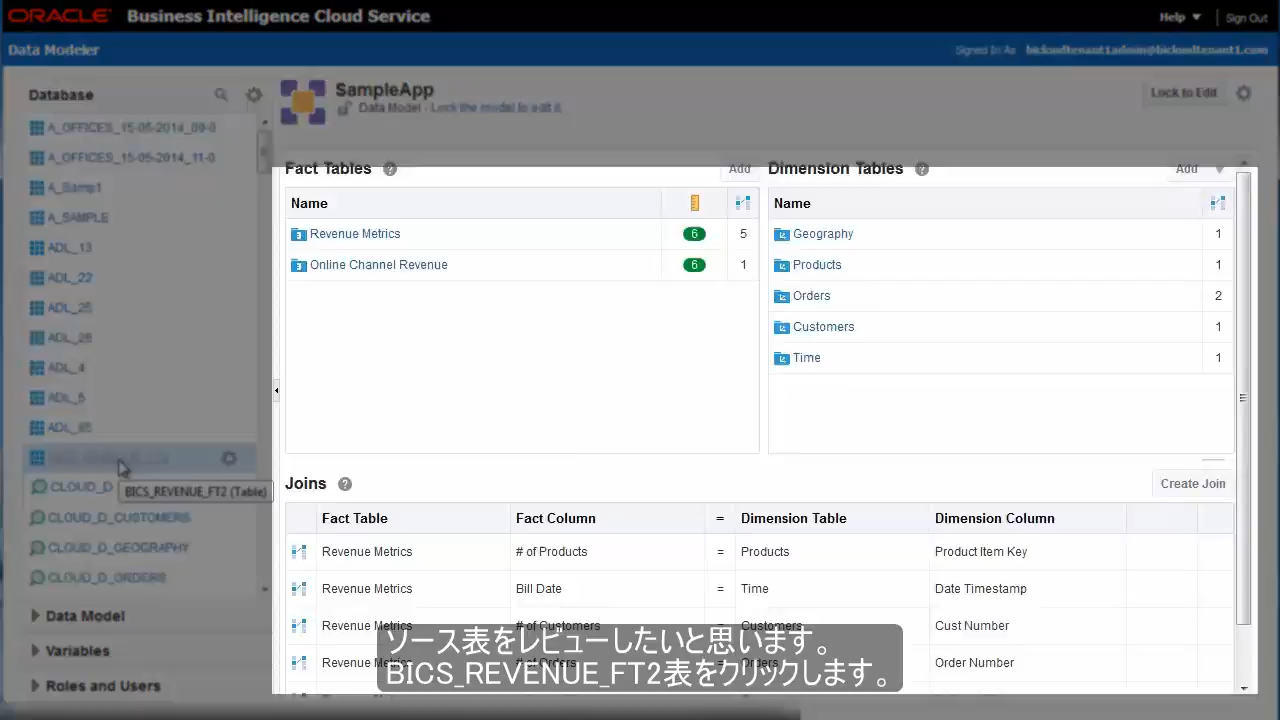 ORACLE Business Intelligence Cloud Service
Help Sign Out
Data Modeler
Signed In As bicloudtenant1admin@bicloudtenant1.com
Database
A_OFFICES_15-05-2014_09-0
A_OFFICES_15-05-2014_11-0
A_Samp1
A_SAMPLE
ADL_13
ADL_22
ADL_25
ADL_26
ADL_4
ADL_5
BICS_REVENUE_FT2 (Table)
CLOUD_D
CLOUD_D_CUSTOMERS
CLOUD_D_GEOGRAPHY
CLOUD_D_ORDERS
Data Model
Variables
Roles and Users
SampleApp
Data Model - Lock the model to edit it
Lock to Edit
Fact Tables ? Add
Name
Revenue Metrics 6 5
Online Channel Revenue 6 1
Dimension Tables ? Add
Name
Geography 1
Products 1
Orders 2
Customers 1
Time 1
Joins ? Create Join
Fact Table Fact Column = Dimension Table Dimension Column
Revenue Metrics # of Products = Products Product Item Key
Revenue Metrics Bill Date = Time Date Timestamp
Revenue Metrics # of Customers = Customers Cust Number
Revenue Metrics # of Orders = Orders Order Number
ソース表をレビューしたいと思います。
BICS_REVENUE_FT2表をクリックします。